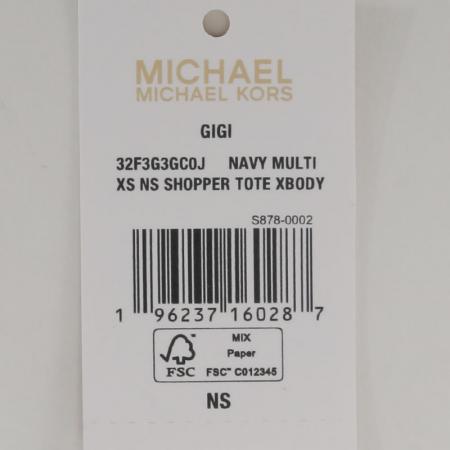 MICHAEL
MICHAEL KORS
GIGI
32F3G3GC0J NAVY MULTI
XS NS SHOPPER TOTE XBODY
S878-0002
1 96237 16028 7
FSC
MIX
Paper
FSC™ C012345
NS